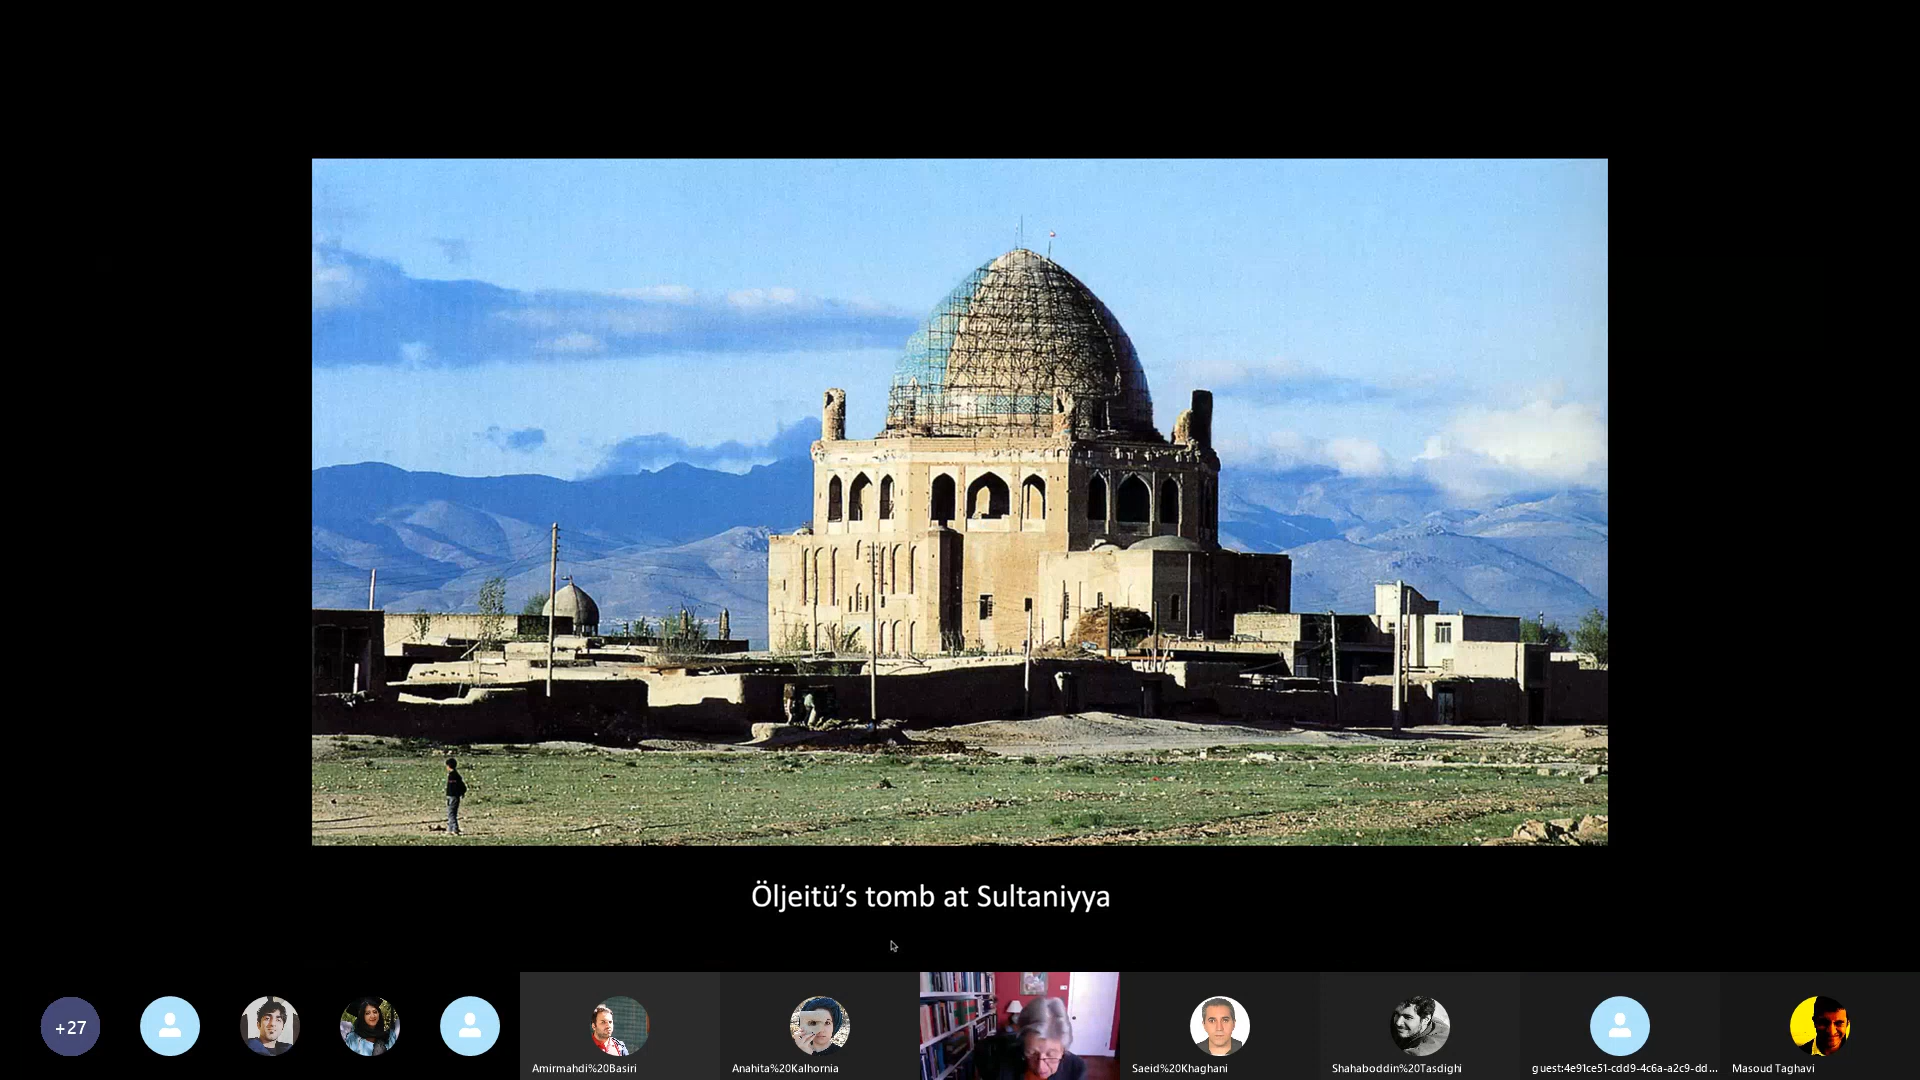 Öljeitü’s tomb at Sultaniyya
+27
Amirmahdi%20Basiri
Anahita%20Kalhornia
Saeid%20Khaghani
Shahaboddin%20Tasdighi
guest:4e91ce51-cdd9-4c6a-a2c9-dd...
Masoud Taghavi